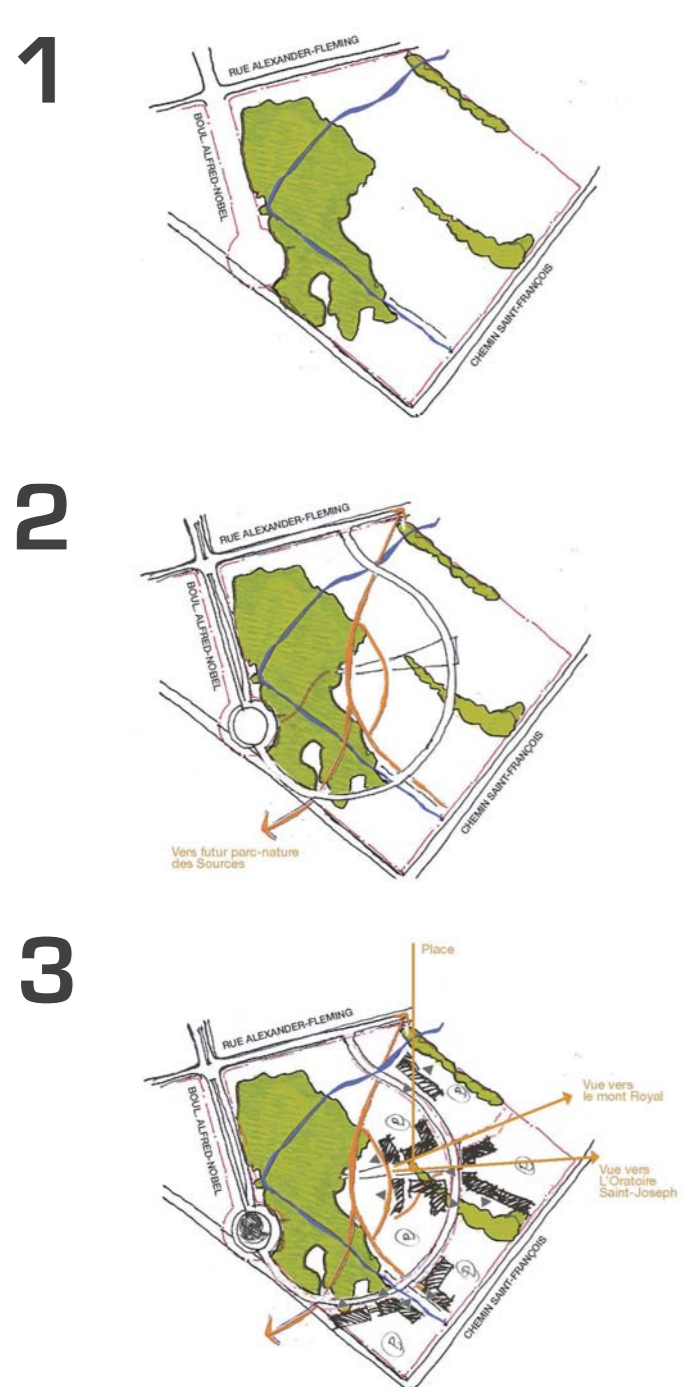 1
RUE ALEXANDER-FLEMING
BOUL. ALFRED-NOBEL
CHEMIN SAINT-FRANÇOIS
2
RUE ALEXANDER-FLEMING
BOUL. ALFRED-NOBEL
CHEMIN SAINT-FRANÇOIS
Vers futur parc-nature
des Sources
3
Place
RUE ALEXANDER-FLEMING
BOUL. ALFRED-NOBEL
Vue vers
le mont Royal
Vue vers
L'Oratoire
Saint-Joseph
CHEMIN SAINT-FRANÇOIS
P
P
P
P
P
P